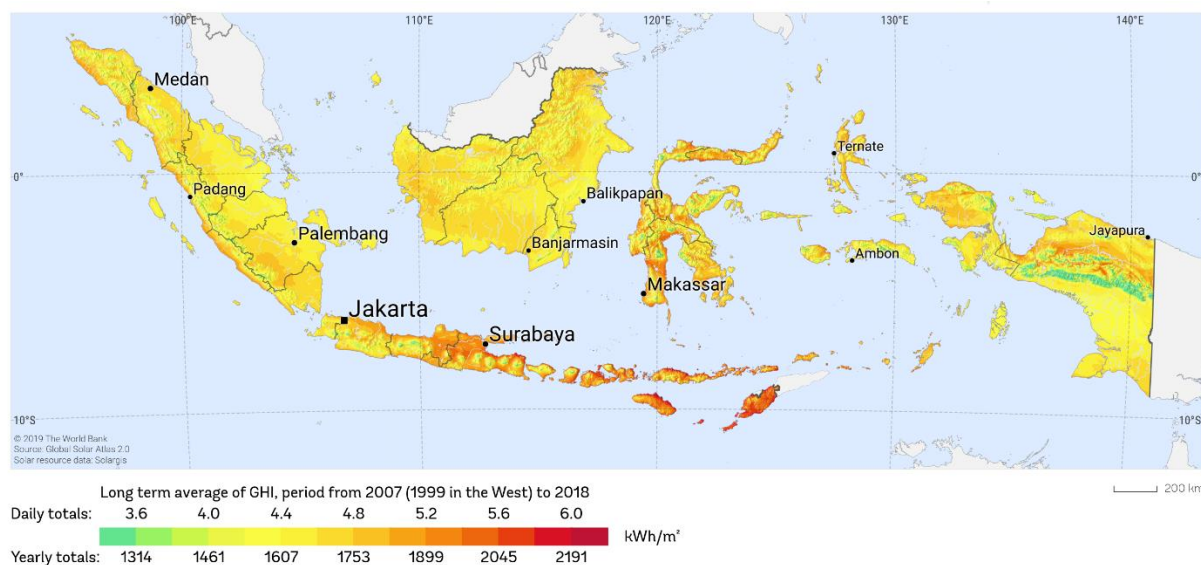 100°E 110°E 120°E 130°E 140°E
Medan
Ternate
0° 0°
Padang
Balikpapan
Palembang
Banjarmasin
Jayapura
Ambon
Makassar
Jakarta
Surabaya
10°S 10°S
© 2019 The World Bank
Source: Global Solar Atlas 2.0
Solar resource data: Solargis
200 km
Long term average of GHI, period from 2007 (1999 in the West) to 2018
Daily totals: 3.6 4.0 4.4 4.8 5.2 5.6 6.0
kWh/m²
Yearly totals: 1314 1461 1607 1753 1899 2045 2191